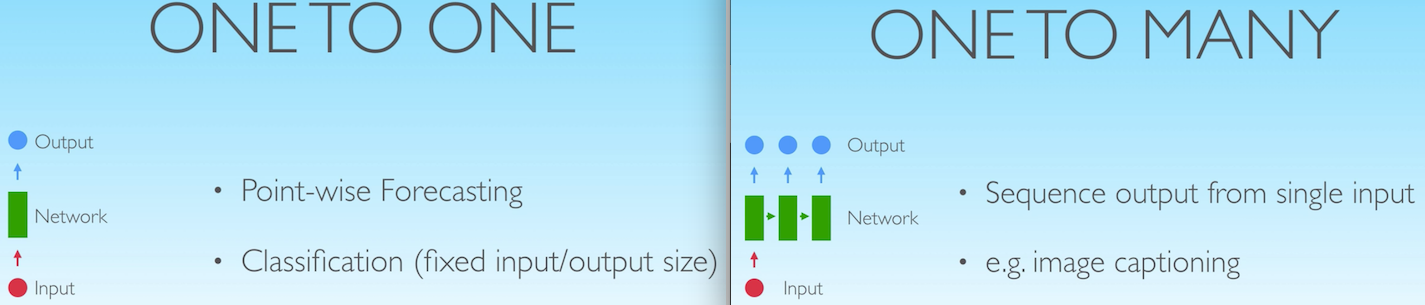 ONE TO ONE
Output
Network
Input
• Point-wise Forecasting
• Classification (fixed input/output size)
ONE TO MANY
Output
Network
Input
• Sequence output from single input
• e.g. image captioning